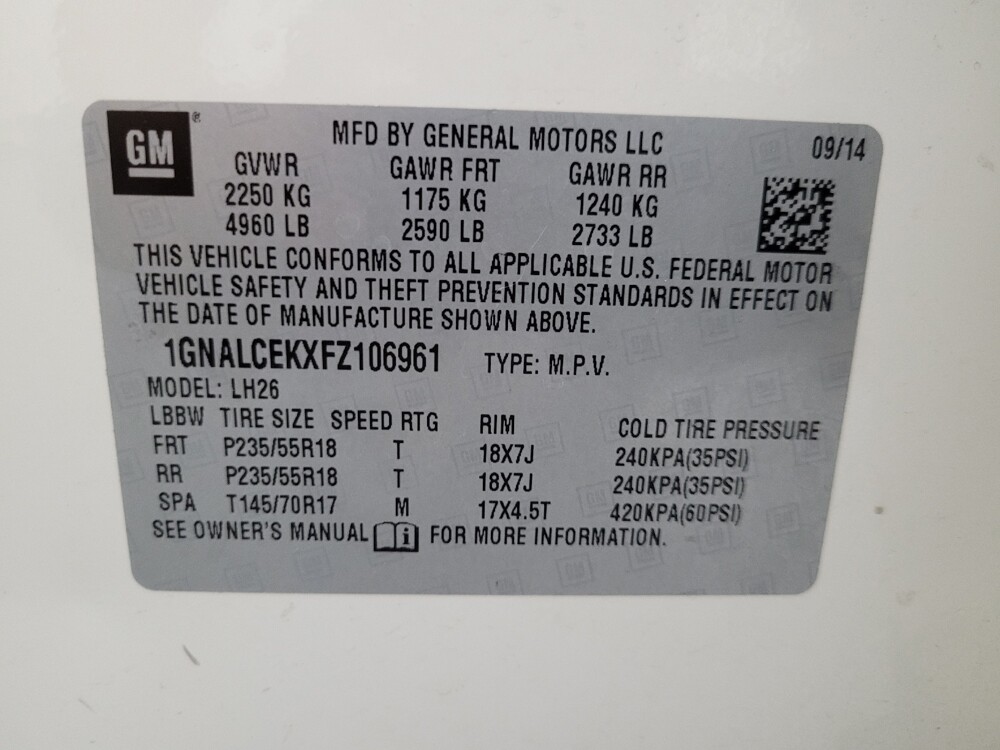 GM ®
MFD BY GENERAL MOTORS LLC 09/14
GVWR GAWR FRT GAWR RR
2250 KG 1175 KG 1240 KG
4960 LB 2590 LB 2733 LB
THIS VEHICLE CONFORMS TO ALL APPLICABLE U.S. FEDERAL MOTOR
VEHICLE SAFETY AND THEFT PREVENTION STANDARDS IN EFFECT ON
THE DATE OF MANUFACTURE SHOWN ABOVE.
1GNALCEKXFZ106961 TYPE: M.P.V.
MODEL: LH26
LBBW TIRE SIZE SPEED RTG RIM COLD TIRE PRESSURE
FRT P235/55R18 T 18X7J 240KPA(35PSI)
RR P235/55R18 T 18X7J 240KPA(35PSI)
SPA T145/70R17 M 17X4.5T 420KPA(60PSI)
SEE OWNER'S MANUAL i FOR MORE INFORMATION.